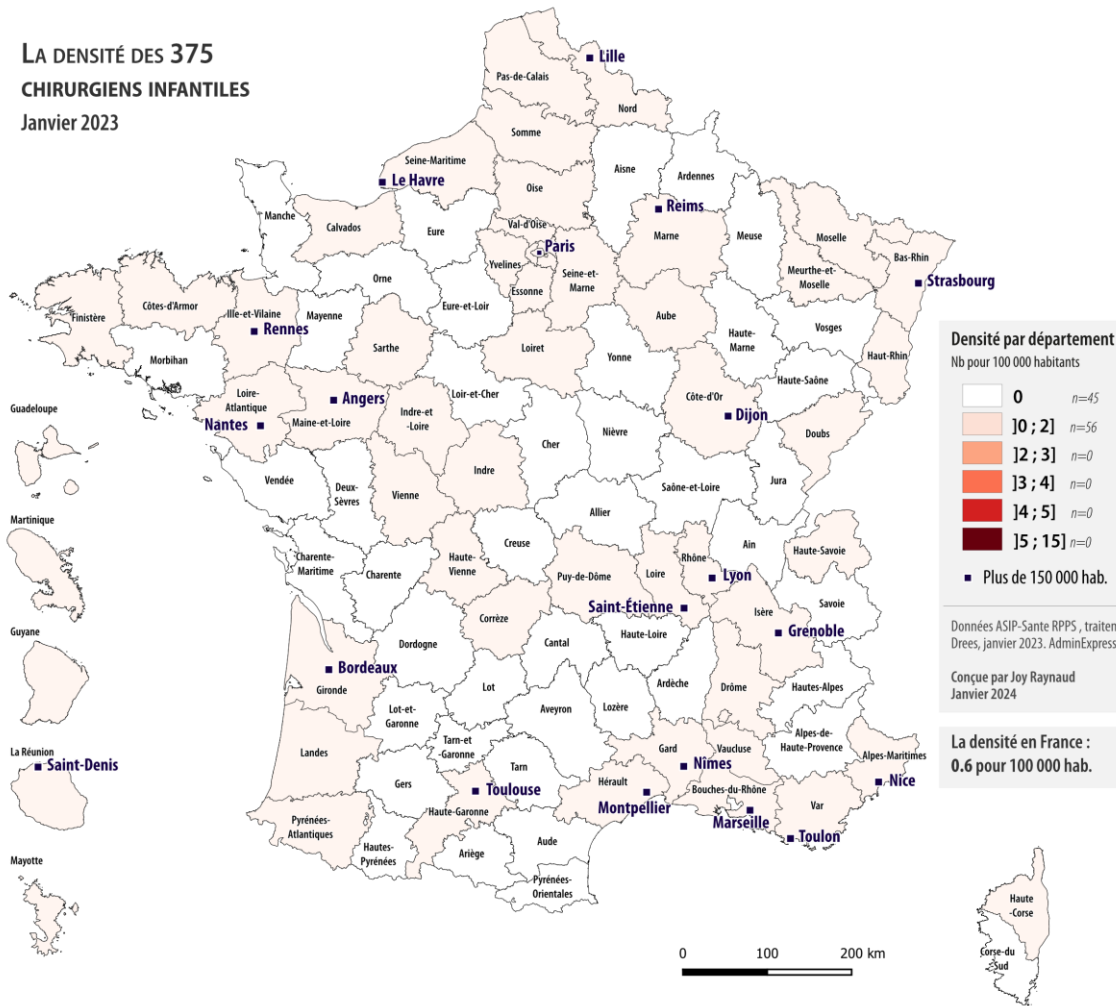 LA DENSITÉ DES 375
CHIRURGIENS INFANTILES
Janvier 2023
Lille
Pas-de-Calais
Nord
Somme
Seine-Maritime
Le Havre
Oise
Aisne
Ardennes
Reims
Manche
Calvados
Eure
Val-d'Oise
Paris
Marne
Meuse
Moselle
Bas-Rhin
Meurthe-et
-Moselle
Strasbourg
Orne
Yvelines
Essonne
Seine-et
-Marne
Finistère
Côtes-d'Armor
Ille-et-Vilaine
Rennes
Mayenne
Eure-et-Loir
Aube
Haute-
Marne
Vosges
Haut-Rhin
Morbihan
Sarthe
Loiret
Yonne
Haute-Saône
Loir-et-Cher
Côte-d'Or
Dijon
Doubs
Loire-
Atlantique
Nantes
Angers
Maine-et-Loire
Indre-et
-Loire
Cher
Nièvre
Vendée
Deux-
Sèvres
Vienne
Indre
Saône-et-Loire
Jura
Allier
Charente-
Maritime
Charente
Haute-
Vienne
Creuse
Puy-de-Dôme
Loire
Rhône
Lyon
Ain
Haute-Savoie
Saint-Étienne
Isère
Grenoble
Savoie
Corrèze
Dordogne
Cantal
Haute-Loire
Bordeaux
Gironde
Lot
Aveyron
Lozère
Ardèche
Drôme
Hautes-Alpes
Lot-et-
Garonne
Tarn-et
-Garonne
Alpes-de-
Haute-Provence
Alpes-Maritimes
Landes
Gers
Tarn
Gard
Nîmes
Vaucluse
Nice
Toulouse
Haute-Garonne
Hérault
Montpellier
Bouches-du-Rhône
Marseille
Var
Toulon
Pyrénées-
Atlantiques
Hautes-
Pyrénées
Ariège
Aude
Pyrénées-
Orientales
Haute
-Corse
Corse-du
Sud
Guadeloupe
Martinique
Guyane
La Réunion
Saint-Denis
Mayotte
Densité par département
Nb pour 100 000 habitants
0 n=45
]0 ; 2] n=56
]2 ; 3] n=0
]3 ; 4] n=0
]4 ; 5] n=0
]5 ; 15] n=0
Plus de 150 000 hab.
Données ASIP-Sante RPPS , traiten
Drees, janvier 2023. AdminExpress
Conçue par Joy Raynaud
Janvier 2024
La densité en France :
0.6 pour 100 000 hab.
0 100 200 km